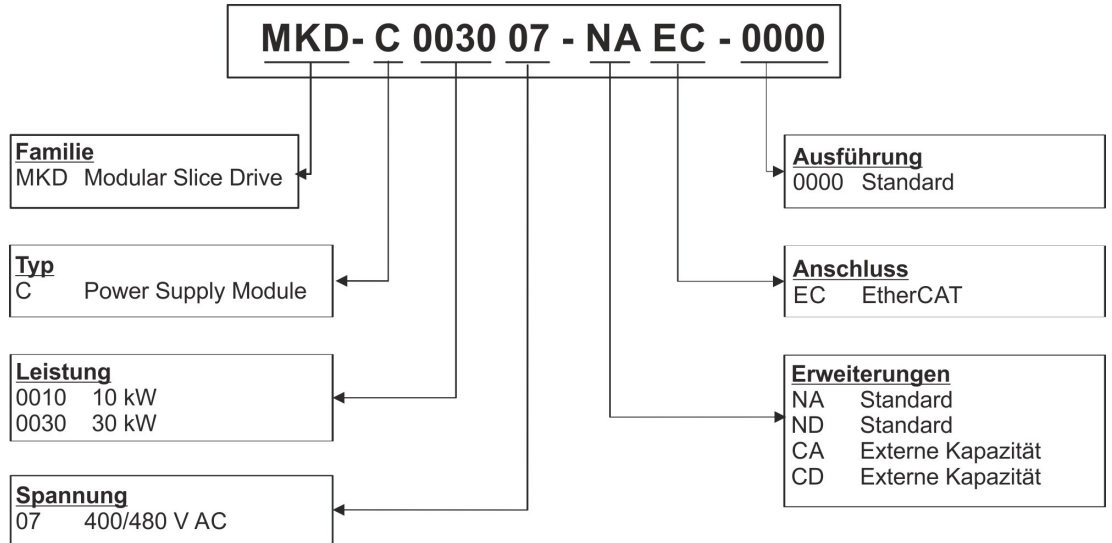 MKD- C 0030 07 - NA EC - 0000
Familie
MKD Modular Slice Drive
Typ
C Power Supply Module
Leistung
0010 10 kW
0030 30 kW
Spannung
07 400/480 V AC
Ausführung
0000 Standard
Anschluss
EC EtherCAT
Erweiterungen
NA Standard
ND Standard
CA Externe Kapazität
CD Externe Kapazität